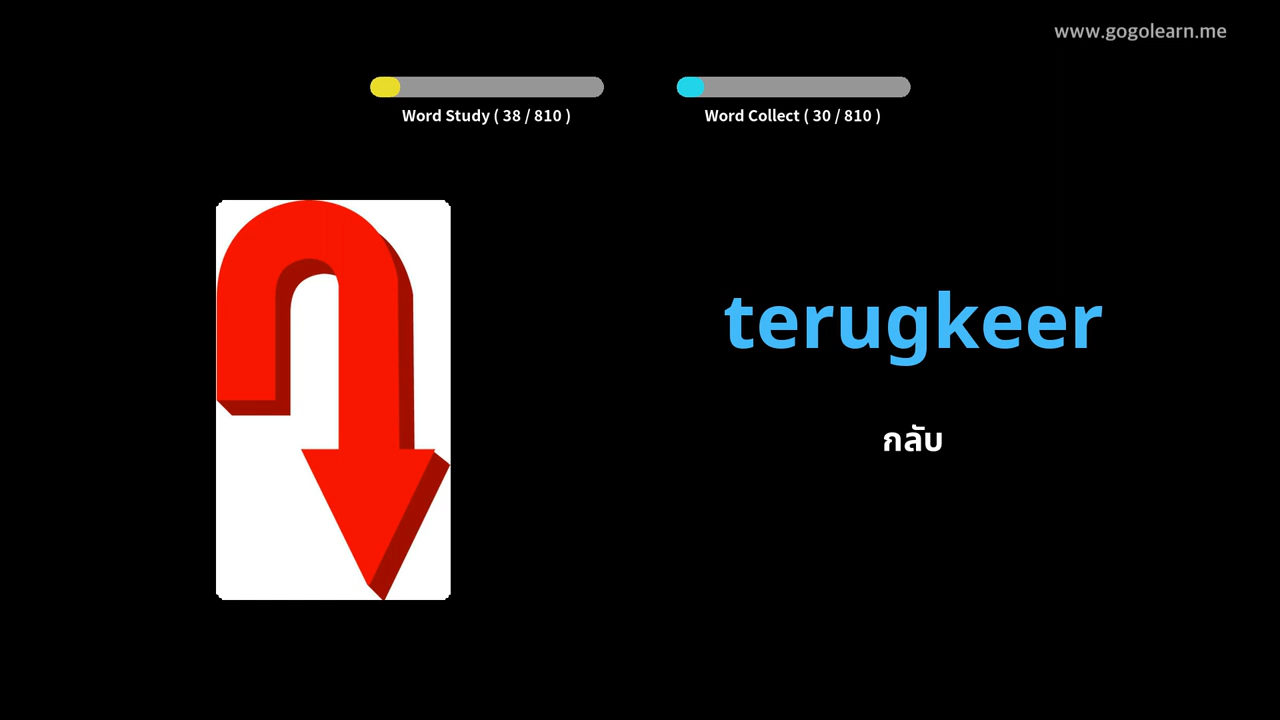 www.gogolearn.me
Word Study ( 38 / 810 )
Word Collect ( 30 / 810 )
terugkeer
กลับ